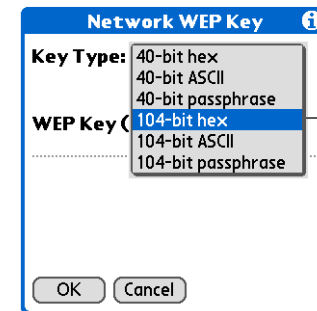 Network WEP Key
Key Type:
40-bit hex
40-bit ASCII
40-bit passphrase
WEP Key (
104-bit hex
104-bit ASCII
104-bit passphrase
OK
Cancel